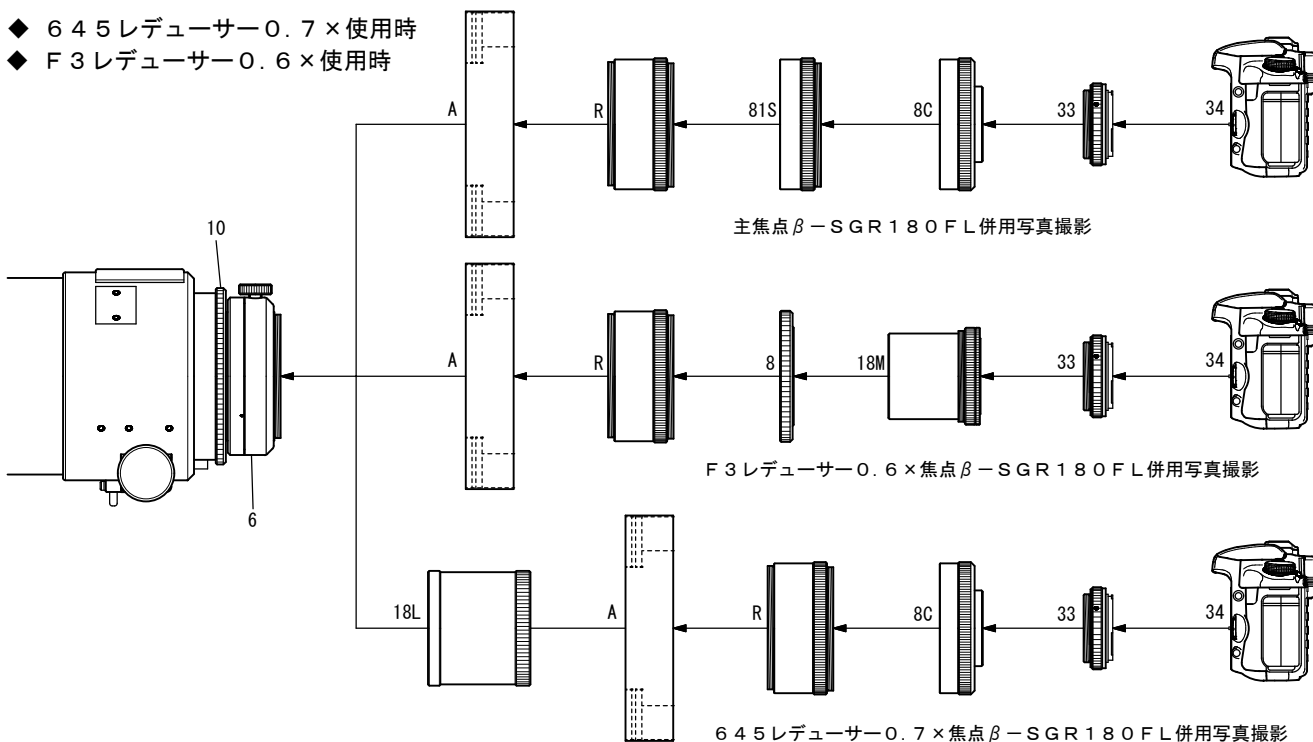 ◆ 645レデューサー0.7×使用時
◆ F3レデューサー0.6×使用時
A R 81S 8C 33 34
主焦点β-SGR180FL併用写真撮影
10
A R 8 18M 33 34
F3レデューサー0.6×焦点β-SGR180FL併用写真撮影
6
18L A R 8C 33 34
645レデューサー0.7×焦点β-SGR180FL併用写真撮影